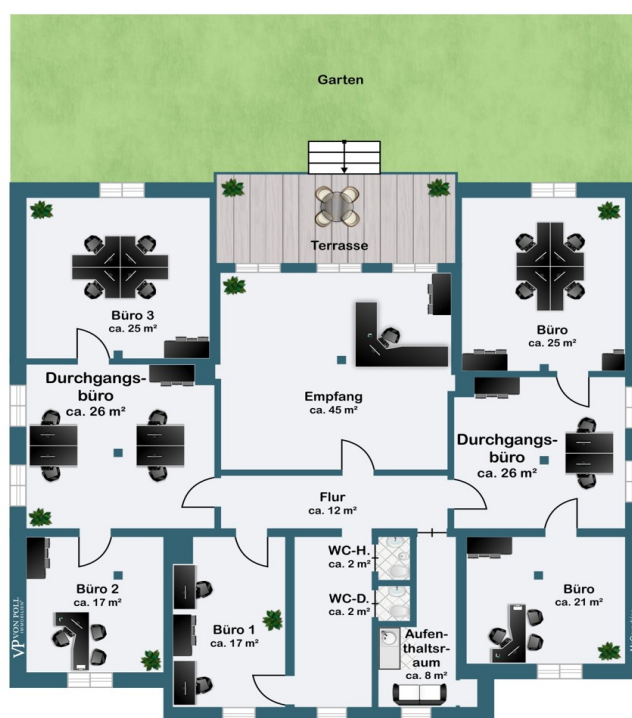 Garten
Terrasse
Büro 3
ca. 25 m²
Büro
ca. 25 m²
Durchgangs-
büro
ca. 26 m²
Empfang
ca. 45 m²
Durchgangs-
büro
ca. 26 m²
Flur
ca. 12 m²
WC-H.
ca. 2 m²
WC-D.
ca. 2 m²
Büro 2
ca. 17 m²
Büro 1
ca. 17 m²
Aufen-
thaltsr-
aum
ca. 8 m²
Büro
ca. 21 m²
VP VON POLL
IMMOBILIEN